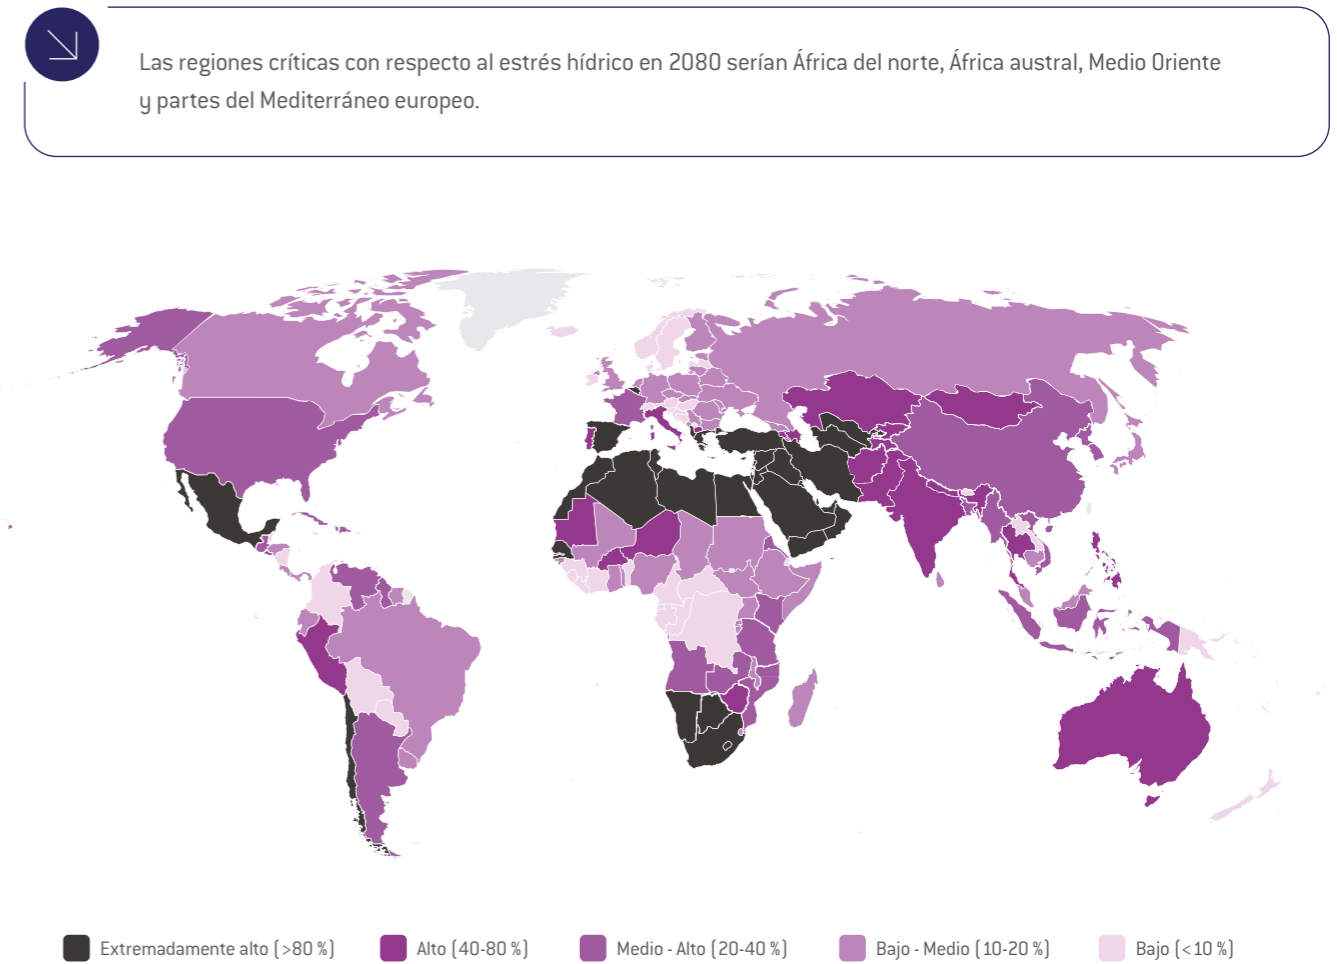 Las regiones críticas con respecto al estrés hídrico en 2080 serían África del norte, África austral, Medio Oriente
y partes del Mediterráneo europeo.
Extremadamente alto (>80 %)
Alto (40-80 %)
Medio - Alto (20-40 %)
Bajo - Medio (10-20 %)
Bajo (<10 %)